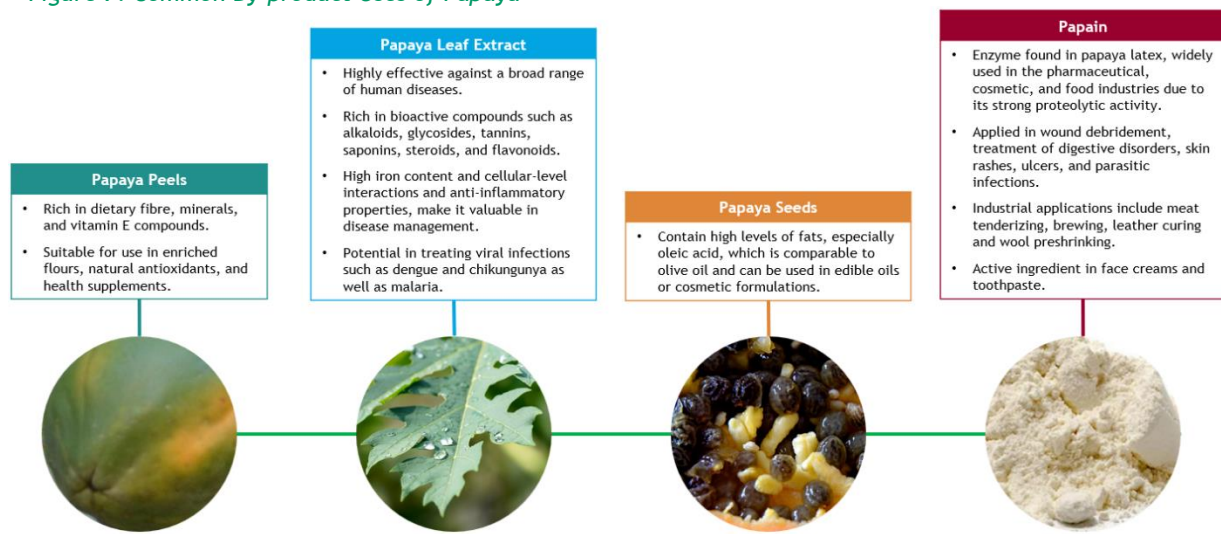 Papaya Peels
• Rich in dietary fibre, minerals,
and vitamin E compounds.
• Suitable for use in enriched
flours, natural antioxidants, and
health supplements.
Papaya Leaf Extract
• Highly effective against a broad range
of human diseases.
• Rich in bioactive compounds such as
alkaloids, glycosides, tannins,
saponins, steroids, and flavonoids.
• High iron content and cellular-level
interactions and anti-inflammatory
properties, make it valuable in
disease management.
• Potential in treating viral infections
such as dengue and chikungunya as
well as malaria.
Papaya Seeds
• Contain high levels of fats, especially
oleic acid, which is comparable to
olive oil and can be used in edible oils
or cosmetic formulations.
Papain
• Enzyme found in papaya latex, widely
used in the pharmaceutical,
cosmetic, and food industries due to
its strong proteolytic activity.
• Applied in wound debridement,
treatment of digestive disorders, skin
rashes, ulcers, and parasitic
infections.
• Industrial applications include meat
tenderizing, brewing, leather curing
and wool preshrinking.
• Active ingredient in face creams and
toothpaste.